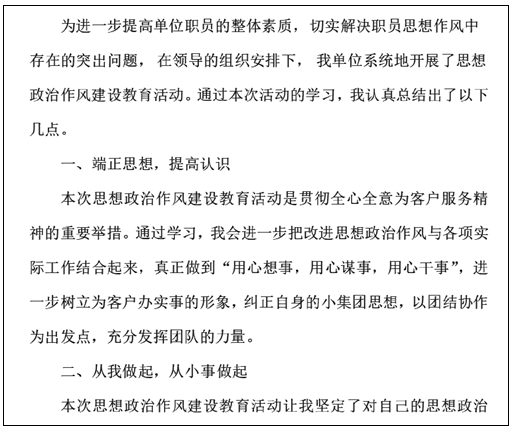 为进一步提高单位职员的整体素质，切实解决职员思想作风中
存在的突出问题，在领导的组织安排下，我单位系统地开展了思想
政治作风建设教育活动。通过本次活动的学习，我认真总结出了以下
几点。
一、端正思想，提高认识
本次思想政治作风建设教育活动是贯彻全心全意为客户服务精
神的重要举措。通过学习，我会进一步把改进思想政治作风与各项实
际工作结合起来，真正做到“用心想事，用心谋事，用心干事”，进
一步树立为客户办实事的形象，纠正自身的小集团思想，以团结协作
为出发点，充分发挥团队的力量。
二、从我做起，从小事做起
本次思想政治作风建设教育活动让我坚定了对自己的思想政治